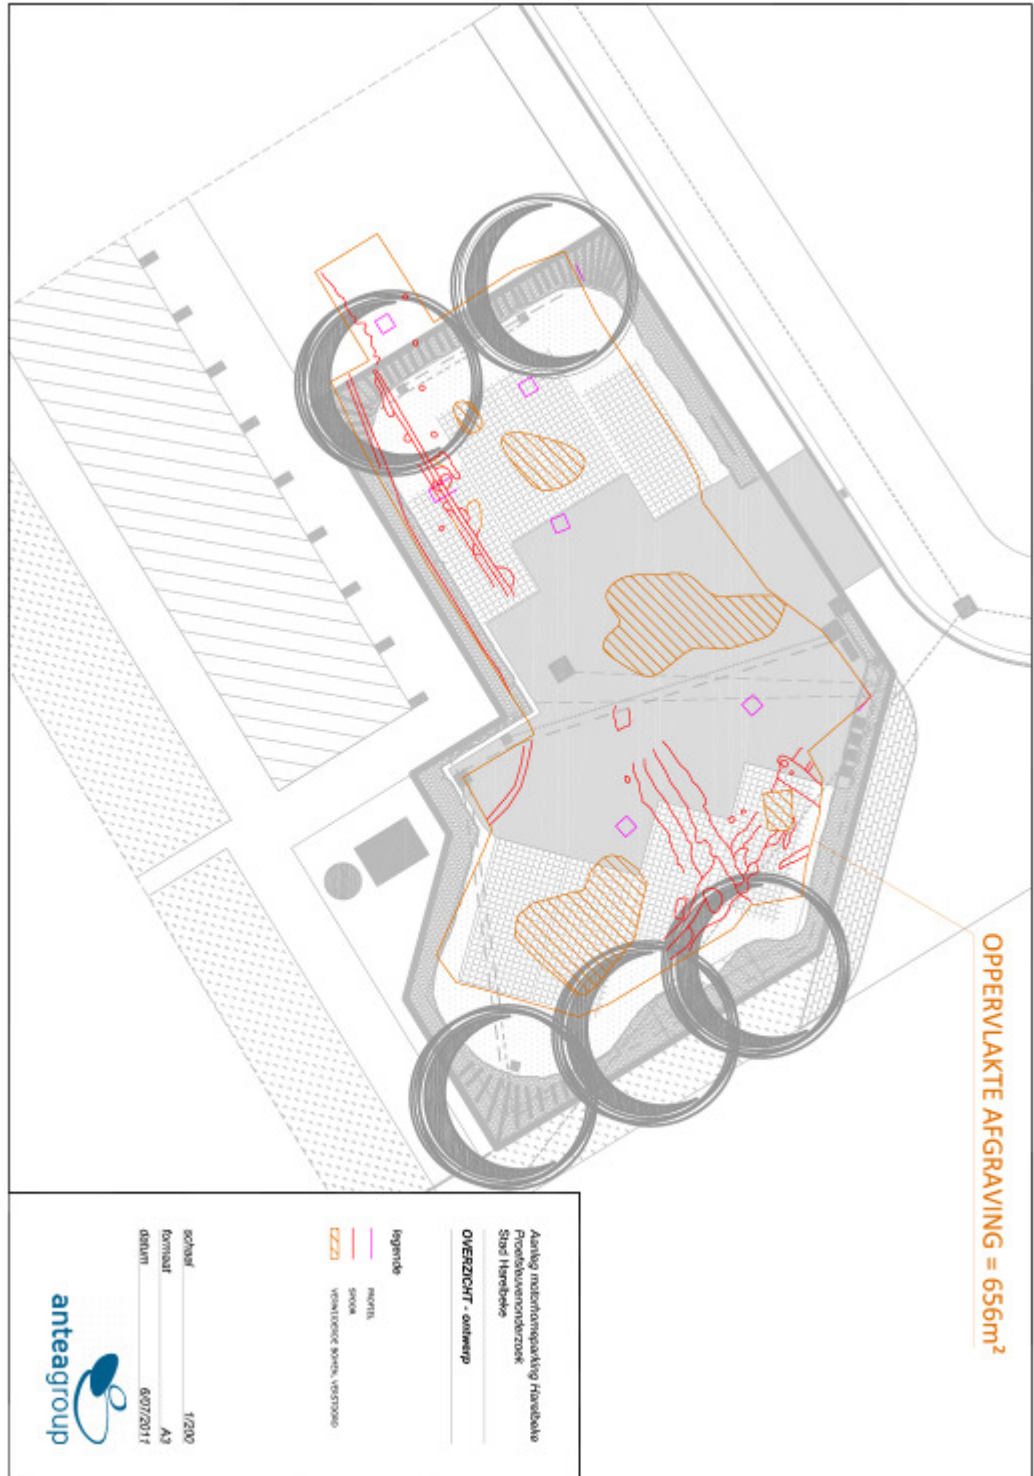 OPPERVLAKTE AFGRAVING = 656m²
Aanleg motorhomeparking Harelbeke
Proefsleuvenonderzoek
Stad Harelbeke
OVERZICHT - ontwerp
legende
PROFIEL
SPOOR
VERSTOORD
schaal 1/200
formaat A3
datum 6/07/2011
anteagroup